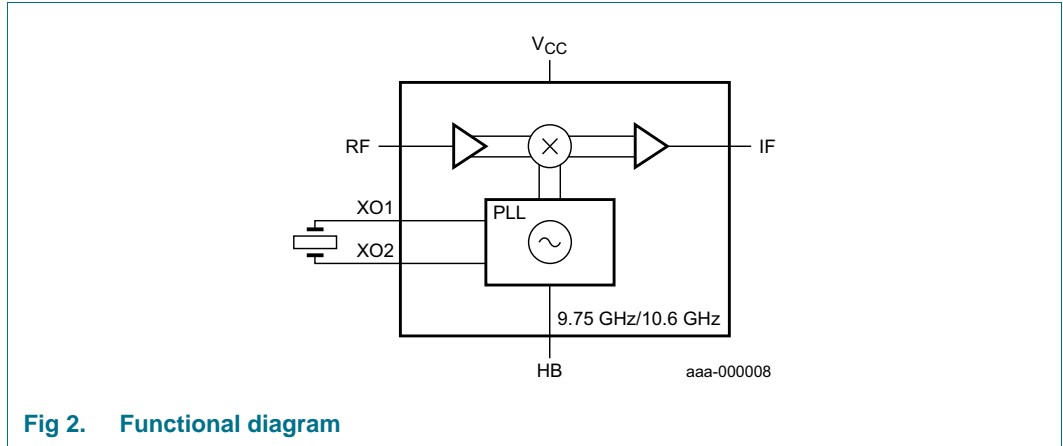 VCC
RF
IF
XO1
PLL
XO2
9.75 GHz/10.6 GHz
HB
aaa-000008
Fig 2. Functional diagram